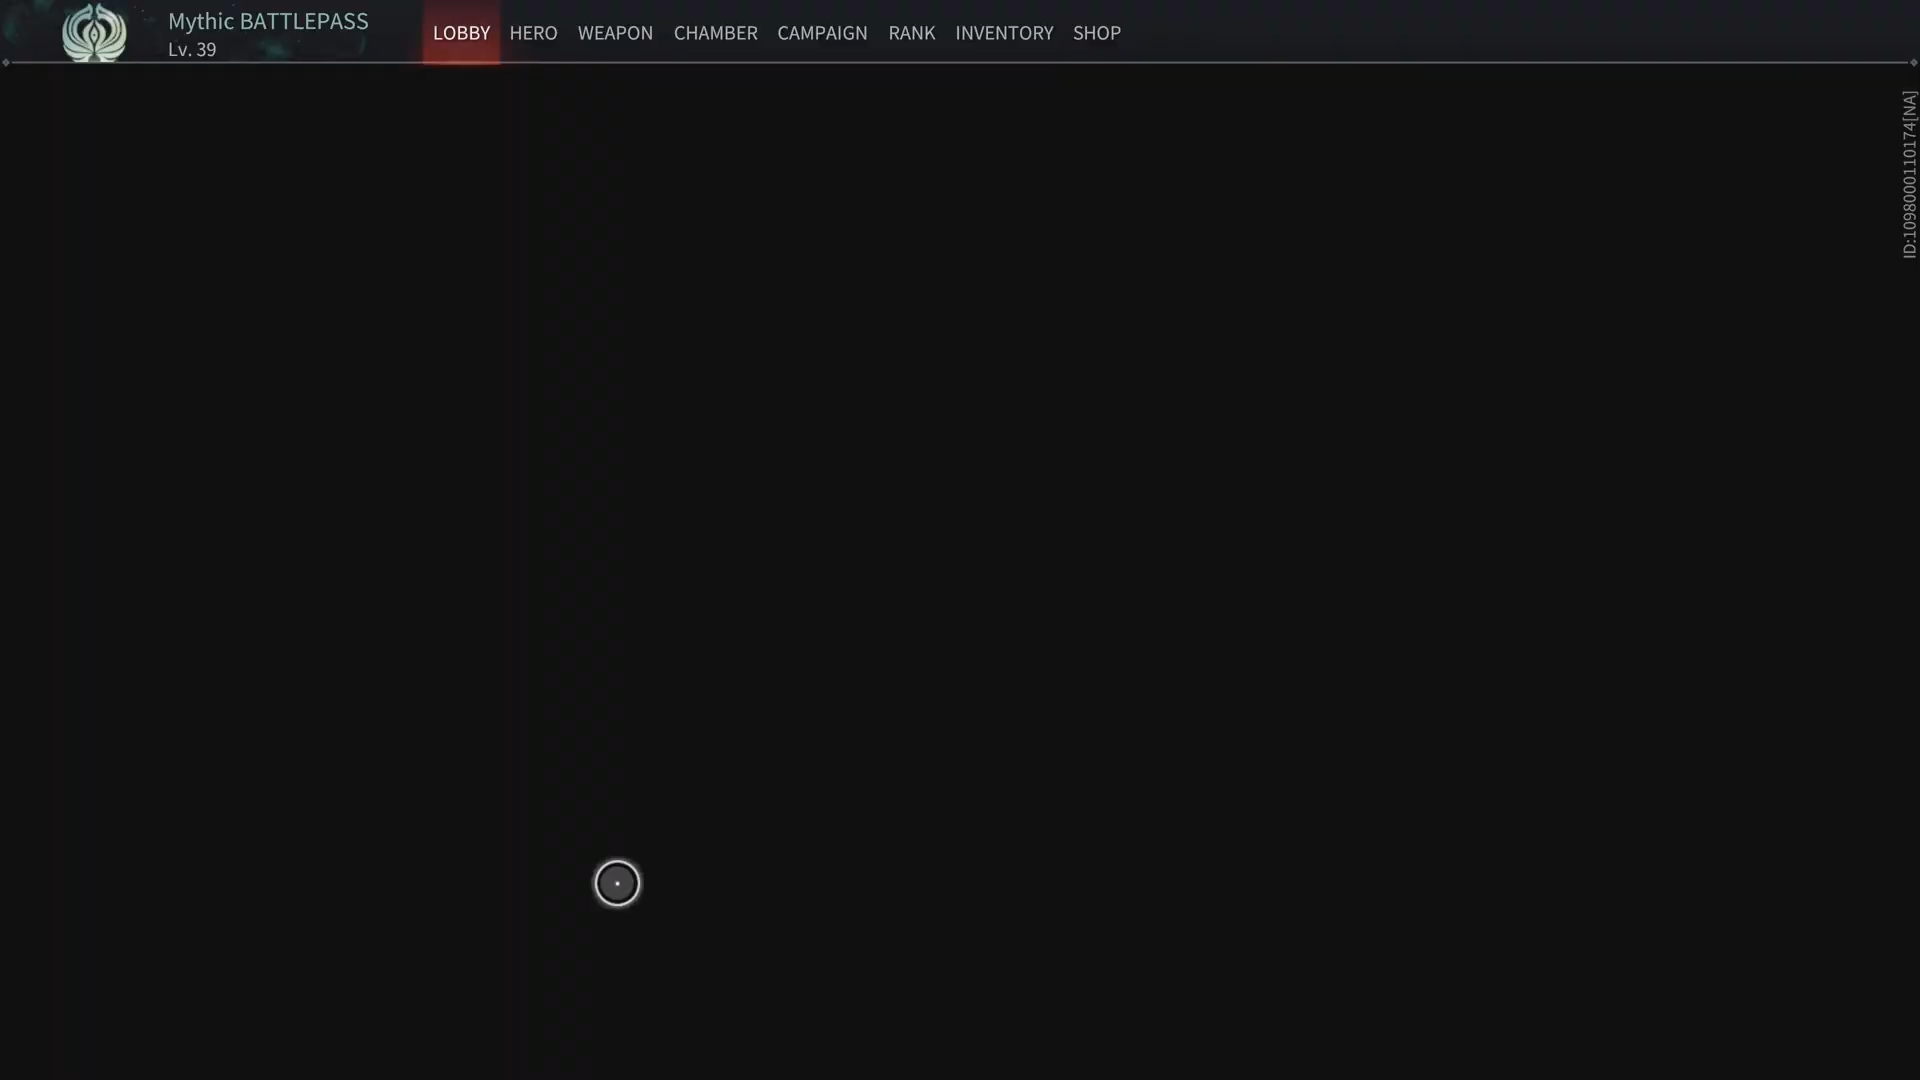 Mythic BATTLEPASS
Lv. 39
LOBBY HERO WEAPON CHAMBER CAMPAIGN RANK INVENTORY SHOP
ID:1098000110174[NA]